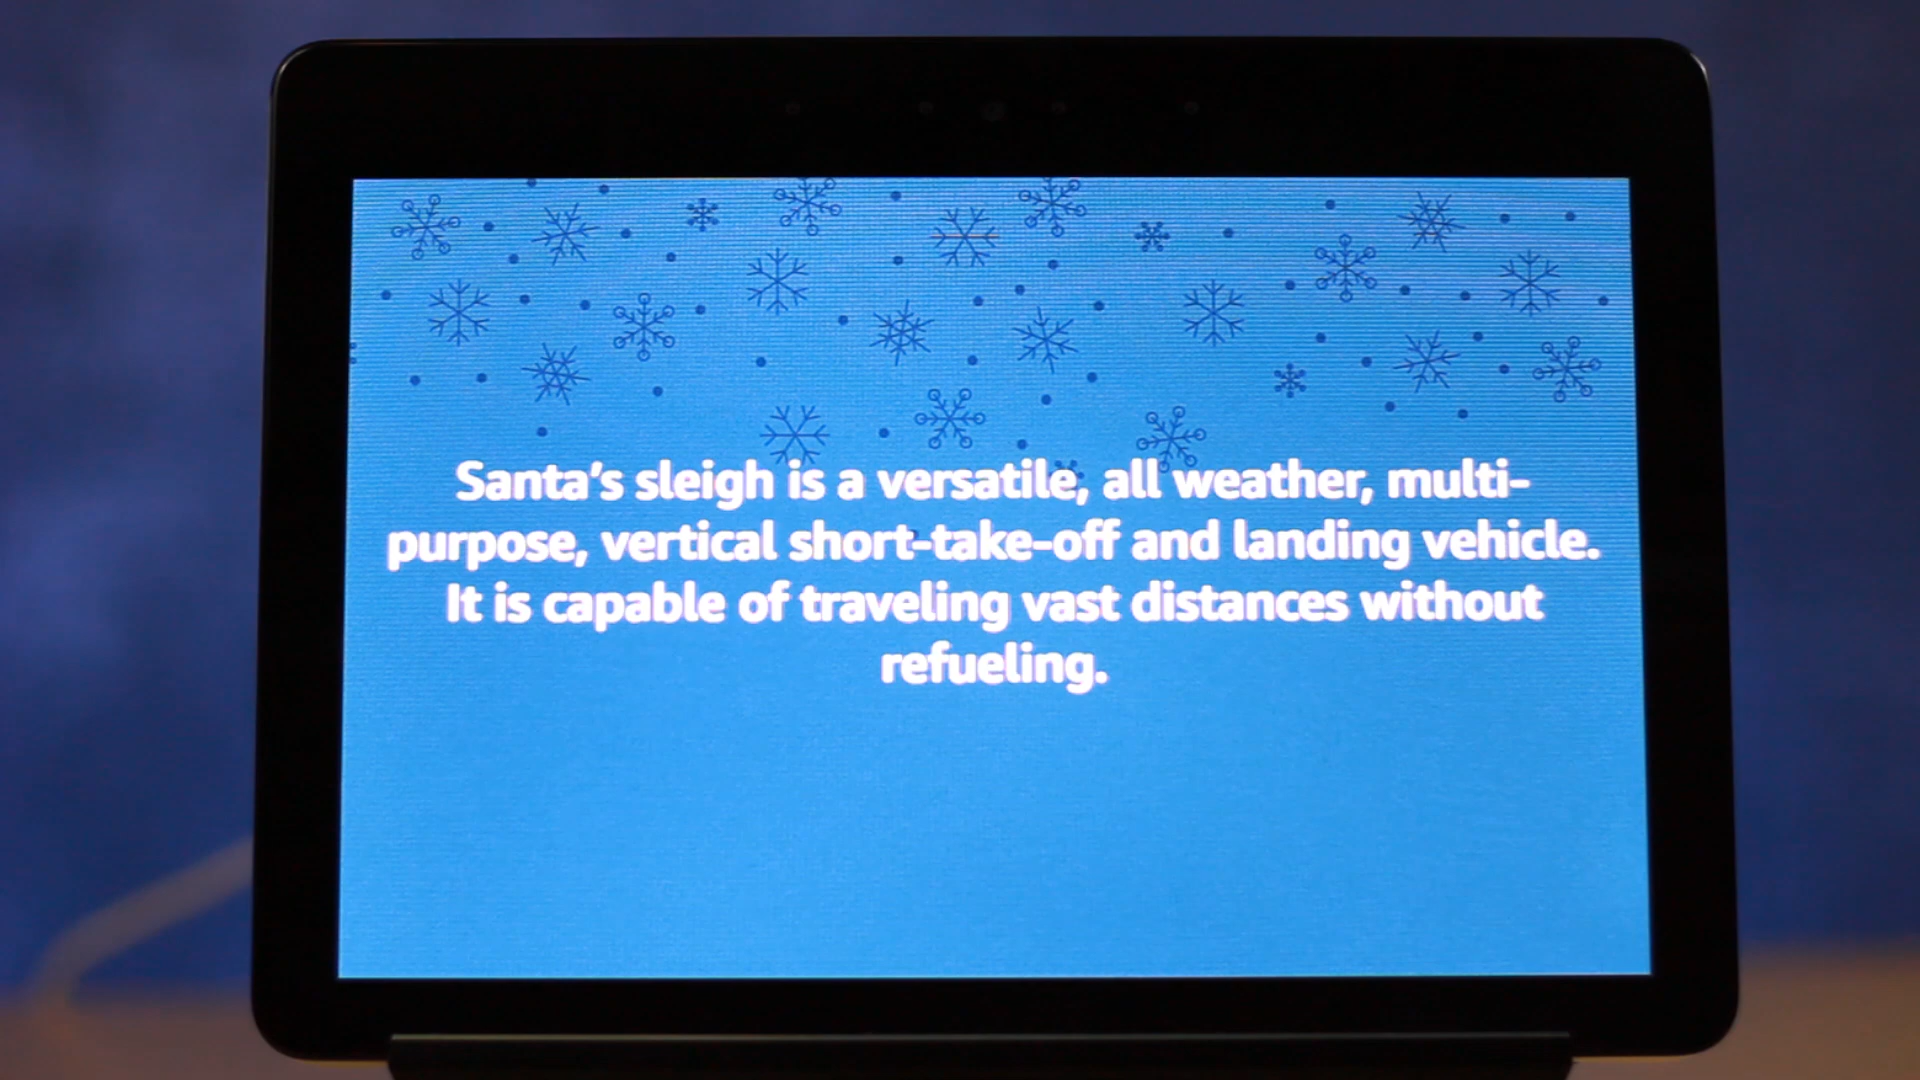 Santa's sleigh is a versatile, all weather, multi-
purpose, vertical short-take-off and landing vehicle.
It is capable of traveling vast distances without
refueling.